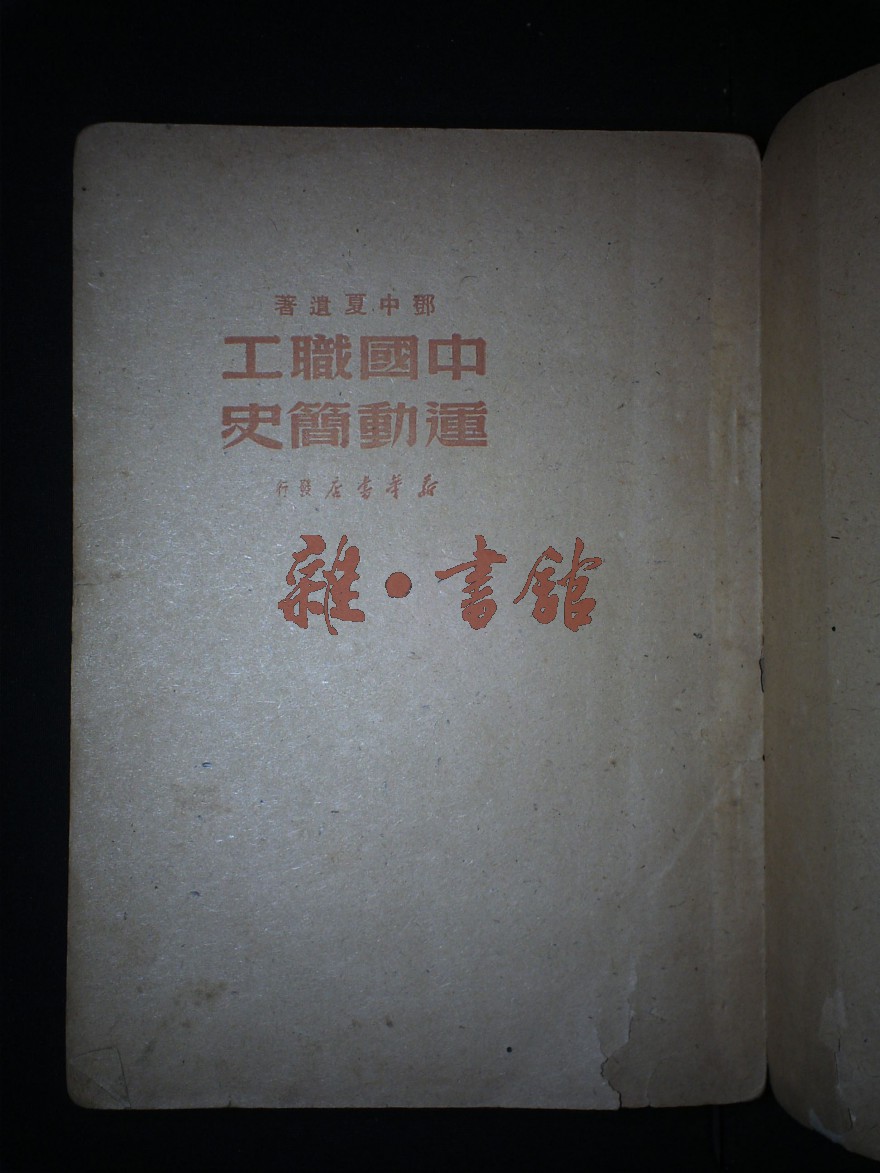 鄧中夏遺著
中國職工
運動簡史
新華書店發行
雜·書館